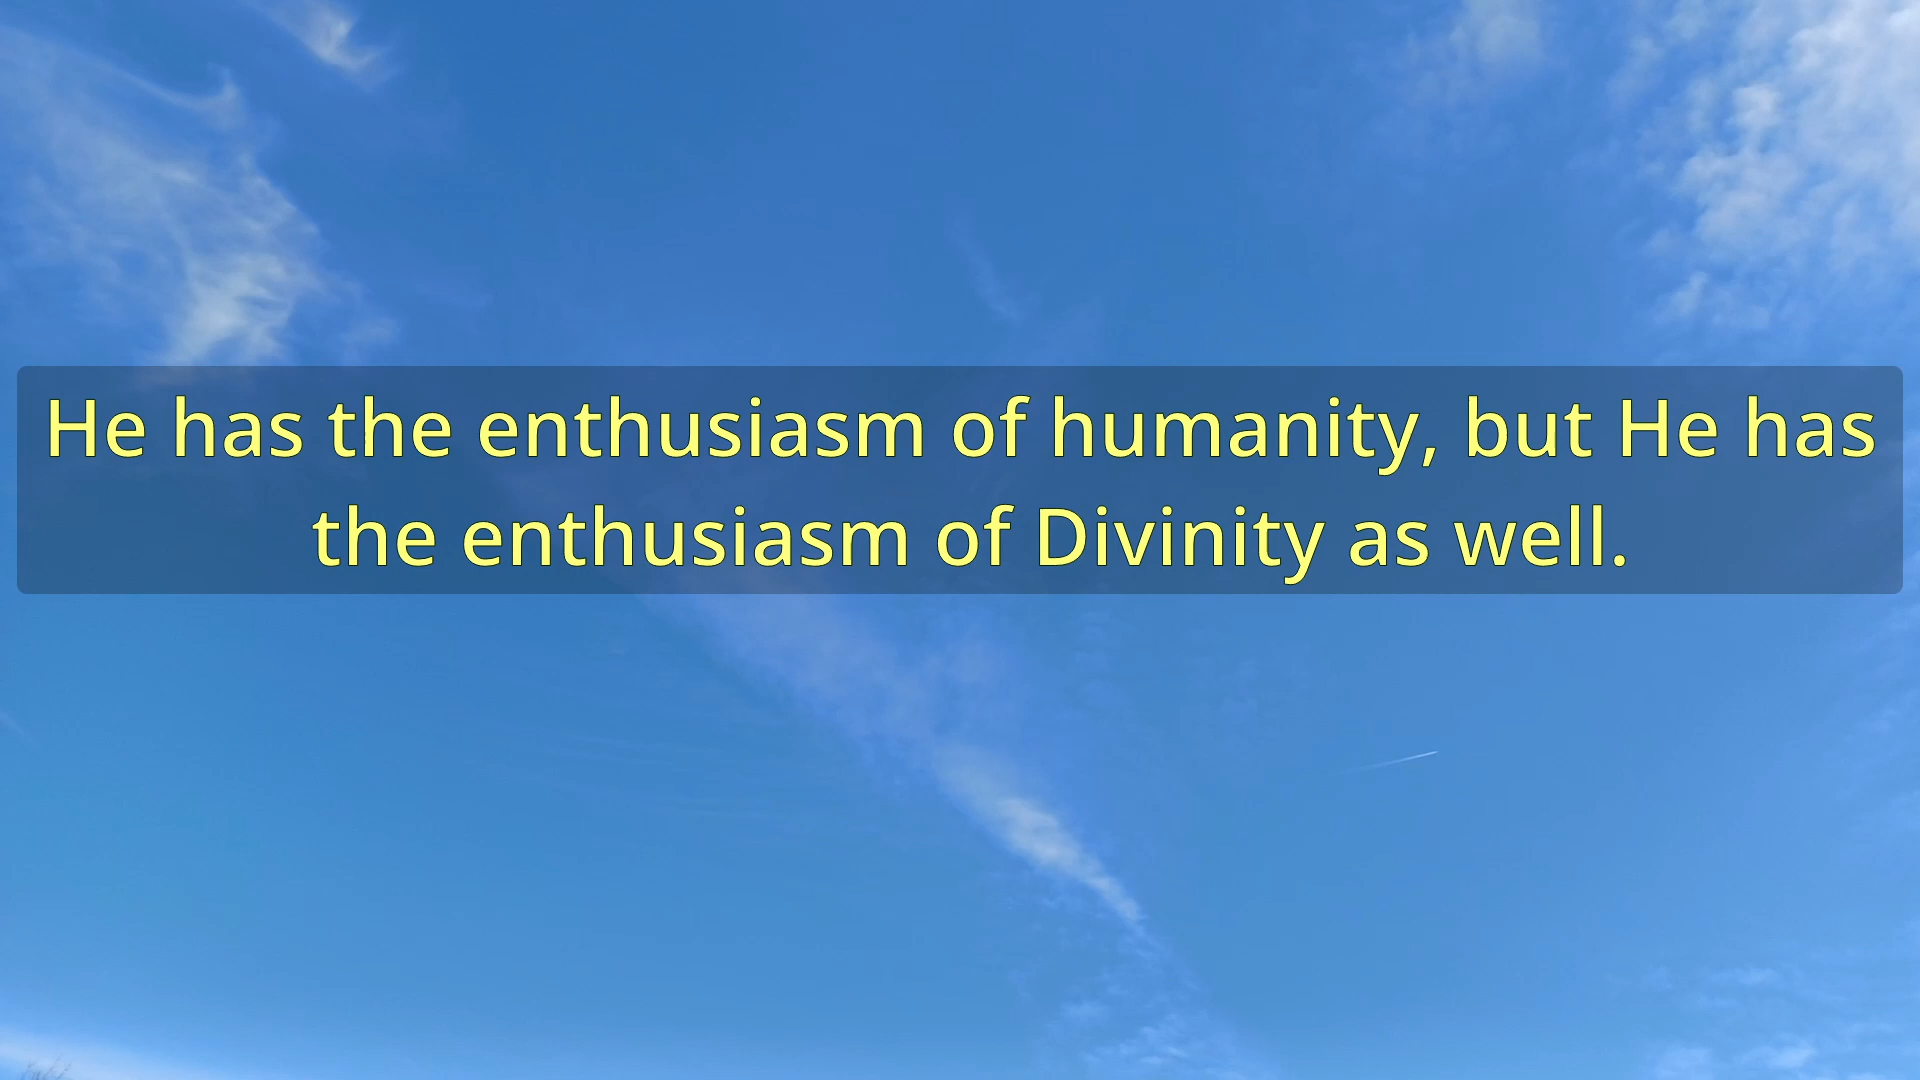 He has the enthusiasm of humanity, but He has
the enthusiasm of Divinity as well.